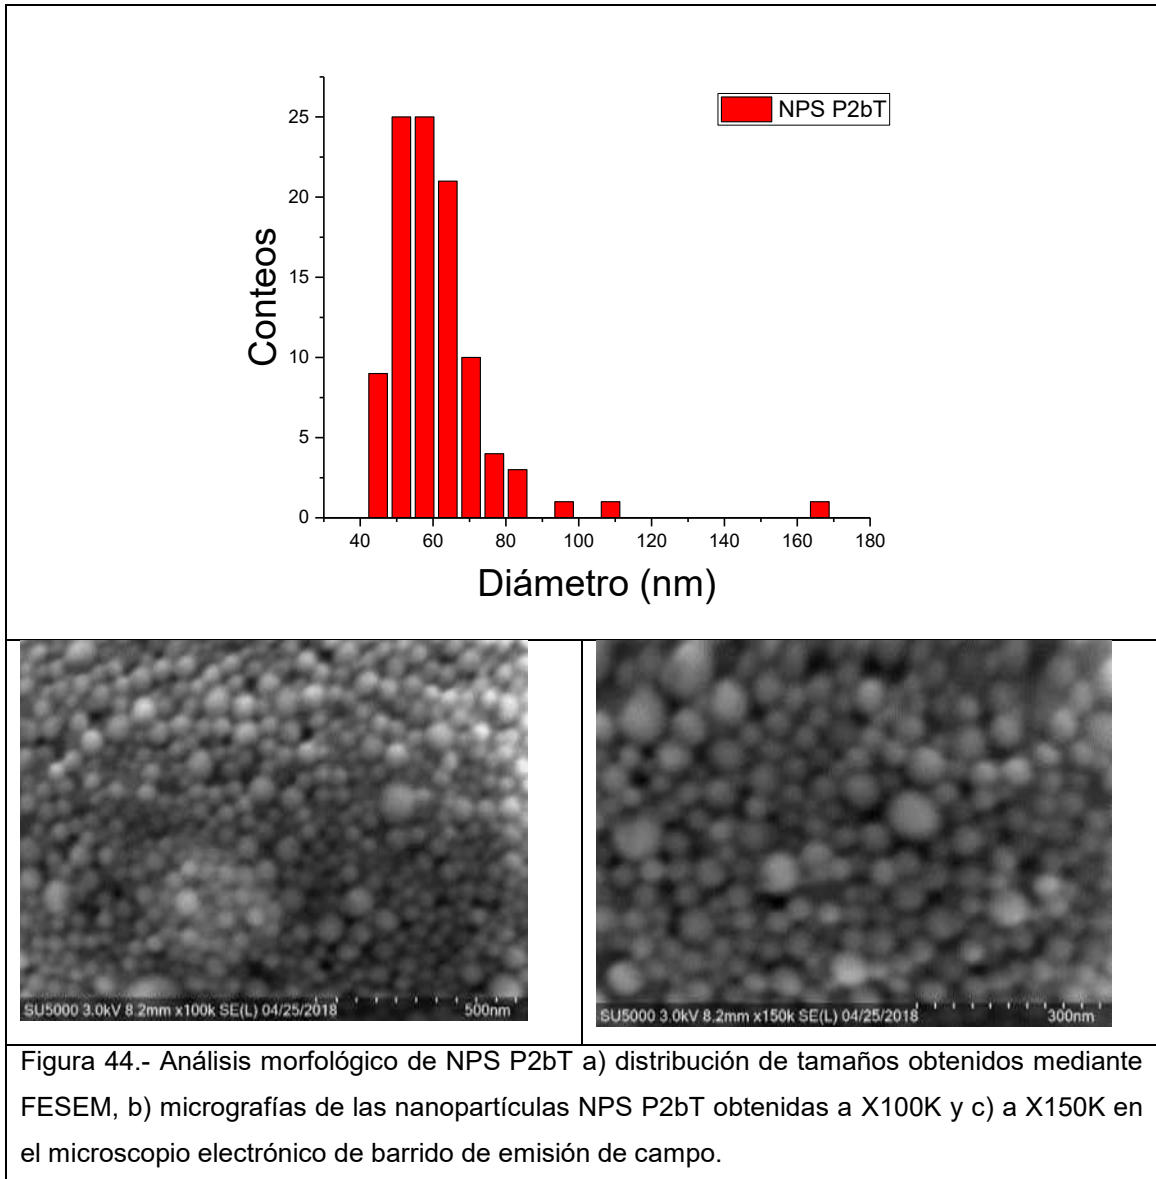 NPS P2bT
25
20
15
10
5
0
Conteos
40 60 80 100 120 140 160 180
Diámetro (nm)
SU5000 3.0kV 8.2mm x100k SE(L) 04/25/2018 500nm
SU5000 3.0kV 8.2mm x150k SE(L) 04/25/2018 300nm
Figura 44.- Análisis morfológico de NPS P2bT a) distribución de tamaños obtenidos mediante
FESEM, b) micrografías de las nanopartículas NPS P2bT obtenidas a X100K y c) a X150K en
el microscopio electrónico de barrido de emisión de campo.